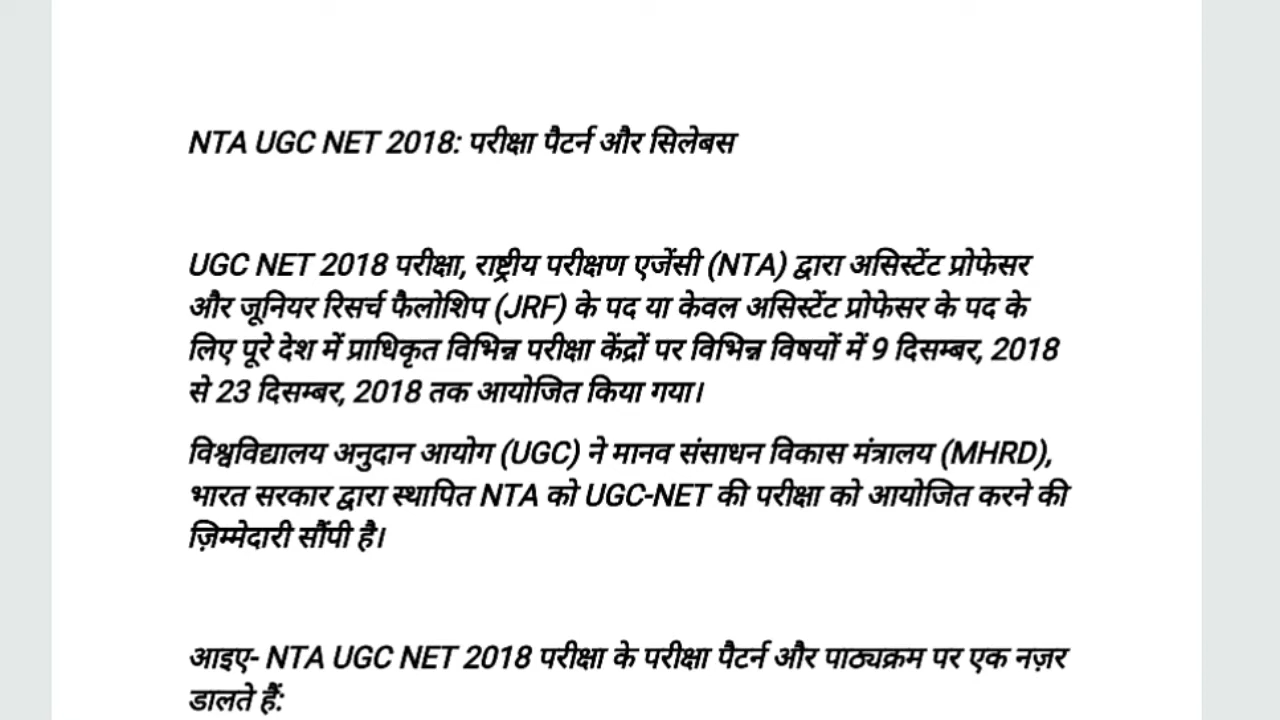 NTA UGC NET 2018: परीक्षा पैटर्न और सिलेबस
UGC NET 2018 परीक्षा, राष्ट्रीय परीक्षण एजेंसी (NTA) द्वारा असिस्टेंट प्रोफेसर
और जूनियर रिसर्च फैलोशिप (JRF) के पद या केवल असिस्टेंट प्रोफेसर के पद के
लिए पूरे देश में प्राधिकृत विभिन्न परीक्षा केंद्रों पर विभिन्न विषयों में 9 दिसम्बर, 2018
से 23 दिसम्बर, 2018 तक आयोजित किया गया।
विश्वविद्यालय अनुदान आयोग (UGC) ने मानव संसाधन विकास मंत्रालय (MHRD),
भारत सरकार द्वारा स्थापित NTA को UGC-NET की परीक्षा को आयोजित करने की
ज़िम्मेदारी सौंपी है।
आइए- NTA UGC NET 2018 परीक्षा के परीक्षा पैटर्न और पाठ्यक्रम पर एक नज़र
डालते हैं: